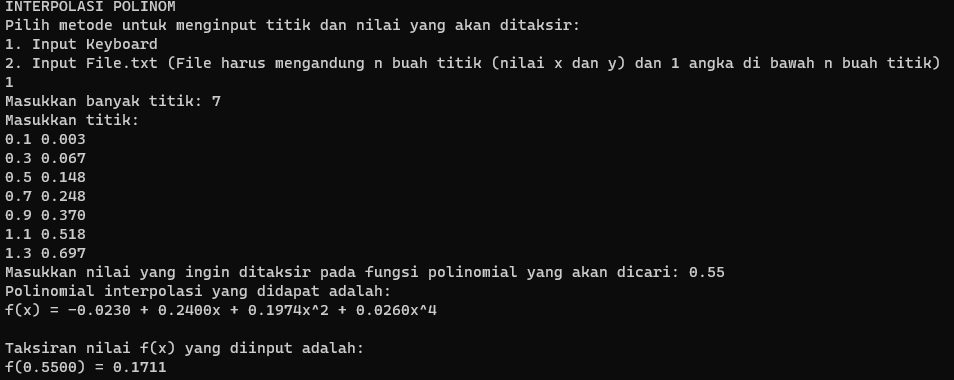 INTERPOLASI POLINOM
Pilih metode untuk menginput titik dan nilai yang akan ditaksir:
1. Input Keyboard
2. Input File.txt (File harus mengandung n buah titik (nilai x dan y) dan 1 angka di bawah n buah titik)
1
Masukkan banyak titik: 7
Masukkan titik:
0.1 0.003
0.3 0.067
0.5 0.148
0.7 0.248
0.9 0.370
1.1 0.518
1.3 0.697
Masukkan nilai yang ingin ditaksir pada fungsi polinomial yang akan dicari: 0.55
Polinomial interpolasi yang didapat adalah:
f(x) = -0.0230 + 0.2400x + 0.1974x^2 + 0.0260x^4
Taksiran nilai f(x) yang diinput adalah:
f(0.5500) = 0.1711